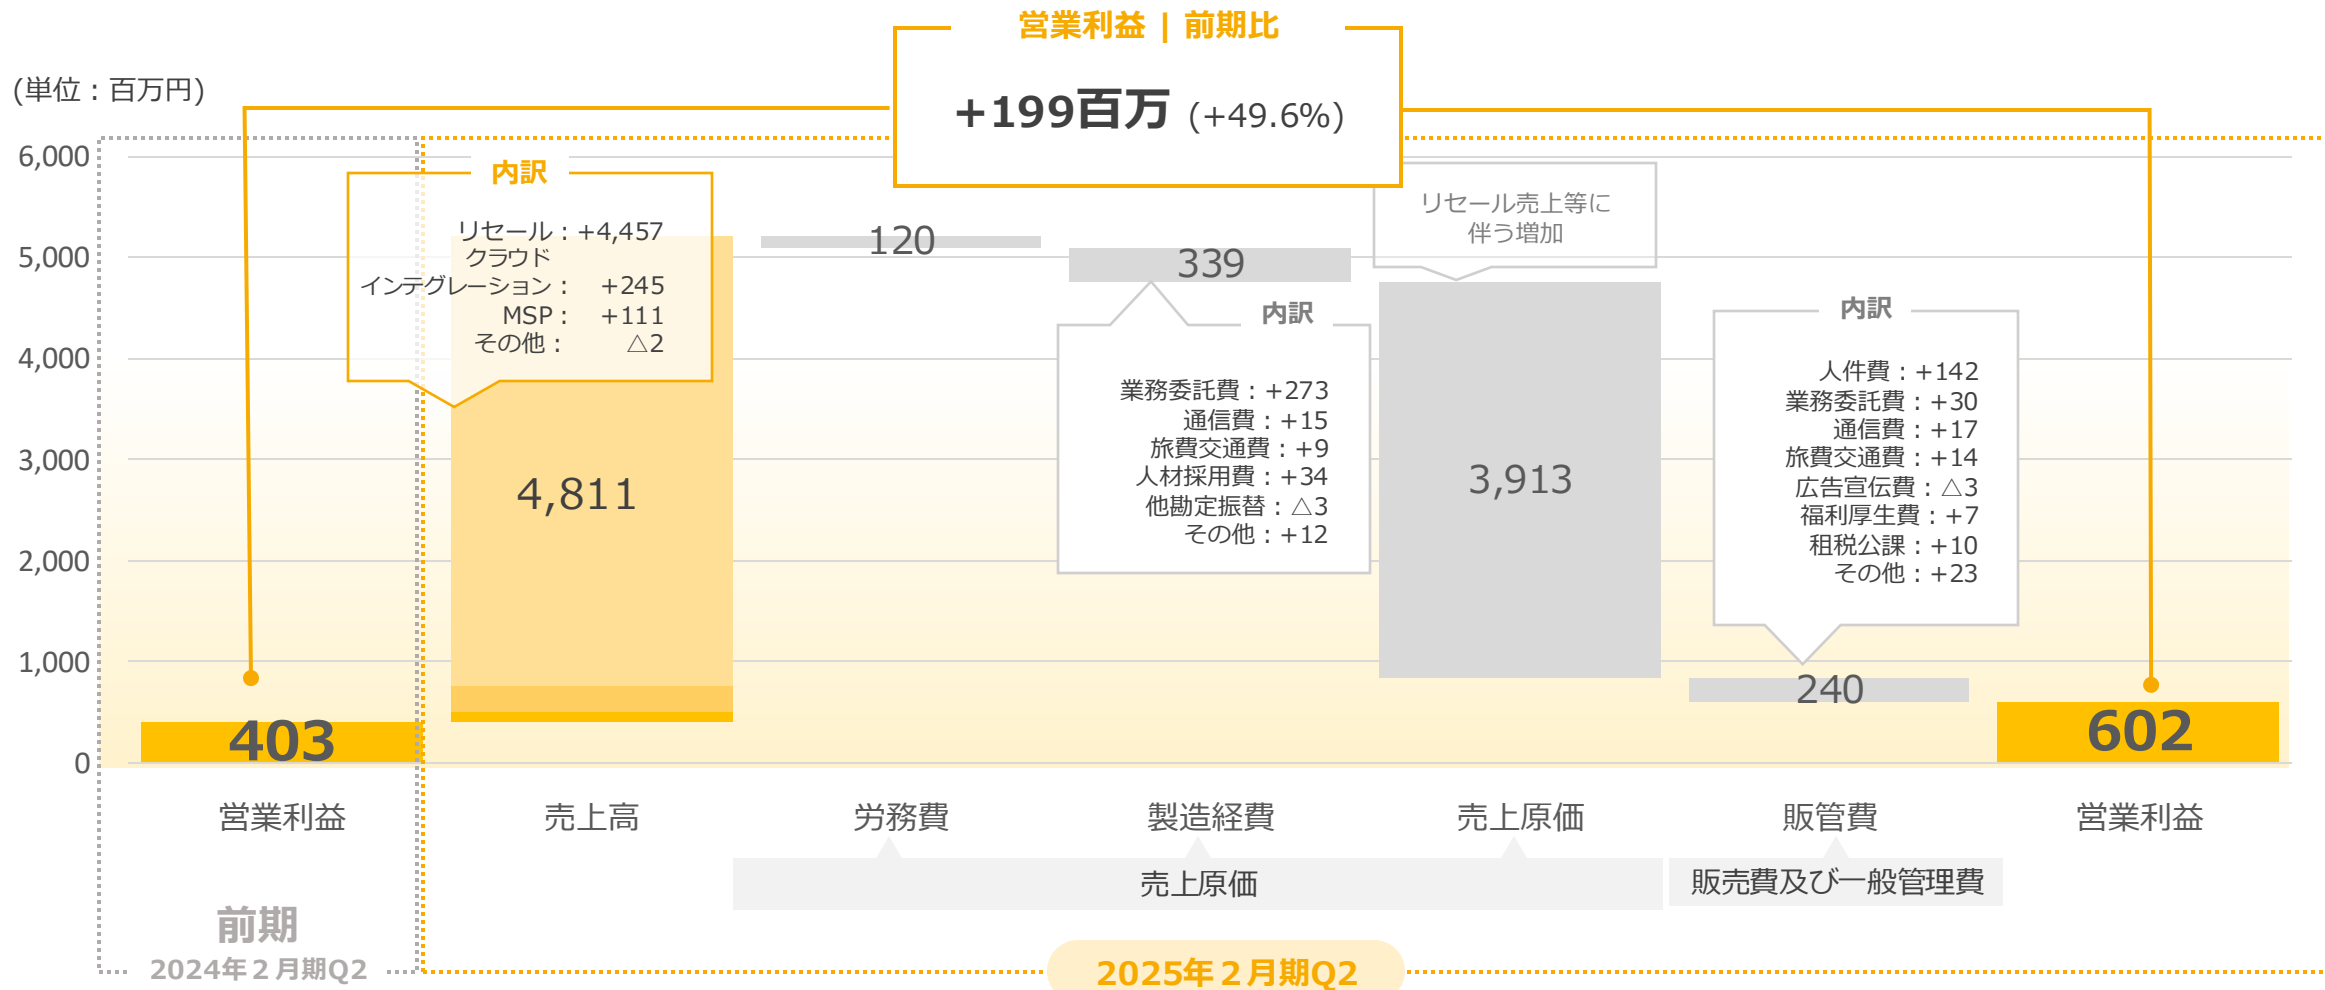 営業利益 | 前期比
+199百万 (+49.6%)
(単位：百万円)
6,000
5,000
4,000
3,000
2,000
1,000
0
内訳
リセール：+4,457
クラウド
インテグレーション： +245
MSP： +111
その他： △2
4,811
120
339
内訳
業務委託費：+273
通信費：+15
旅費交通費：+9
人材採用費：+34
他勘定振替：△3
その他：+12
リセール売上等に
伴う増加
3,913
内訳
人件費：+142
業務委託費：+30
通信費：+17
旅費交通費：+14
広告宣伝費：△3
福利厚生費：+7
租税公課：+10
その他：+23
240
403
602
営業利益
売上高
労務費
製造経費
売上原価
販管費
営業利益
売上原価
販売費及び一般管理費
前期
2024年２月期Q2
2025年２月期Q2